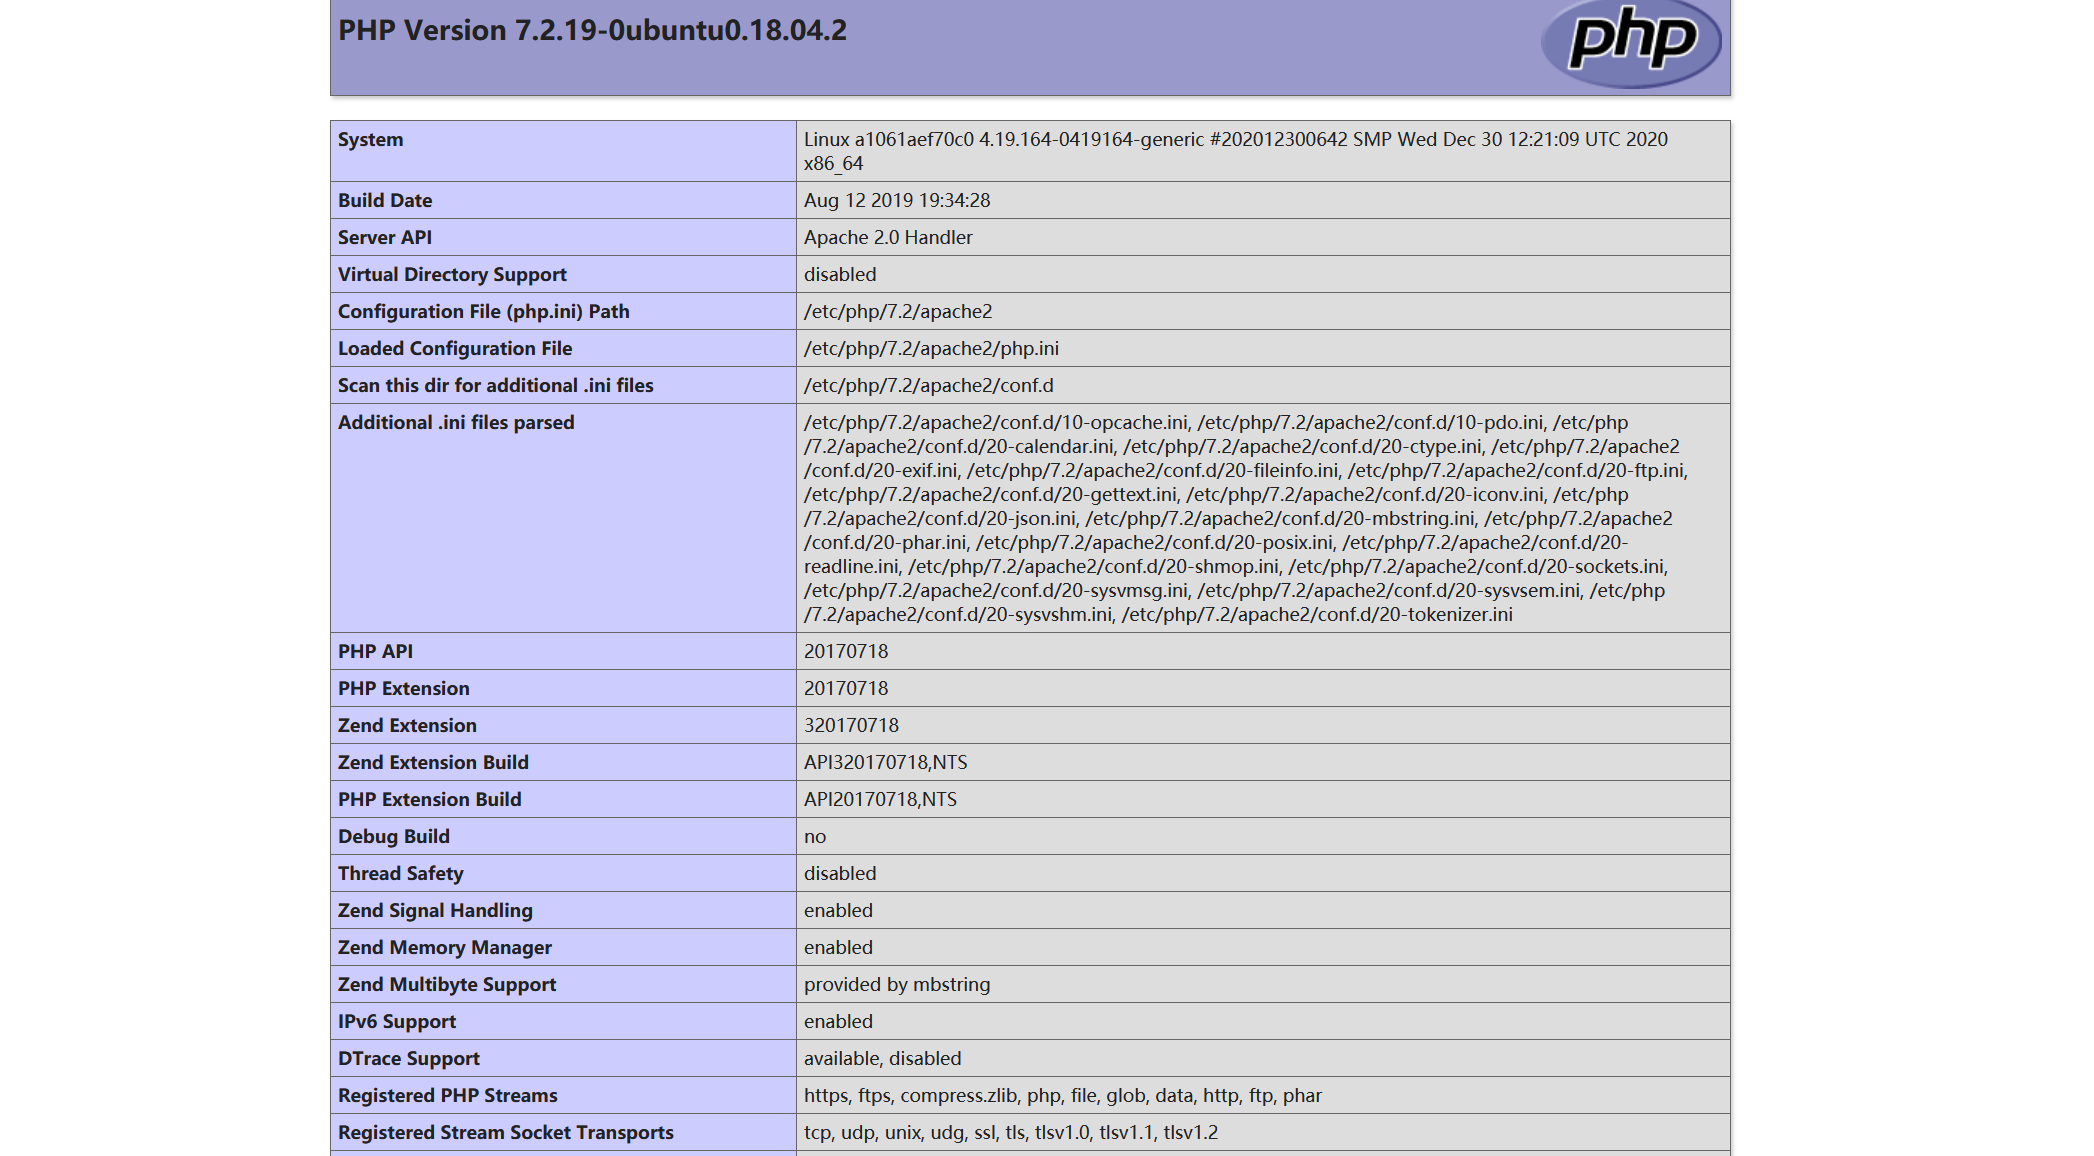 PHP Version 7.2.19-0ubuntu0.18.04.2
php
System
Linux a1061aef70c0 4.19.164-0419164-generic #202012300642 SMP Wed Dec 30 12:21:09 UTC 2020
x86_64
Build Date
Aug 12 2019 19:34:28
Server API
Apache 2.0 Handler
Virtual Directory Support
disabled
Configuration File (php.ini) Path
/etc/php/7.2/apache2
Loaded Configuration File
/etc/php/7.2/apache2/php.ini
Scan this dir for additional .ini files
/etc/php/7.2/apache2/conf.d
Additional .ini files parsed
/etc/php/7.2/apache2/conf.d/10-opcache.ini, /etc/php/7.2/apache2/conf.d/10-pdo.ini, /etc/php
/7.2/apache2/conf.d/20-calendar.ini, /etc/php/7.2/apache2/conf.d/20-ctype.ini, /etc/php/7.2/apache2
/conf.d/20-exif.ini, /etc/php/7.2/apache2/conf.d/20-fileinfo.ini, /etc/php/7.2/apache2/conf.d/20-ftp.ini,
/etc/php/7.2/apache2/conf.d/20-gettext.ini, /etc/php/7.2/apache2/conf.d/20-iconv.ini, /etc/php
/7.2/apache2/conf.d/20-json.ini, /etc/php/7.2/apache2/conf.d/20-mbstring.ini, /etc/php/7.2/apache2
/conf.d/20-phar.ini, /etc/php/7.2/apache2/conf.d/20-posix.ini, /etc/php/7.2/apache2/conf.d/20-
readline.ini, /etc/php/7.2/apache2/conf.d/20-shmop.ini, /etc/php/7.2/apache2/conf.d/20-sockets.ini,
/etc/php/7.2/apache2/conf.d/20-sysvmsg.ini, /etc/php/7.2/apache2/conf.d/20-sysvsem.ini, /etc/php
/7.2/apache2/conf.d/20-sysvshm.ini, /etc/php/7.2/apache2/conf.d/20-tokenizer.ini
PHP API
20170718
PHP Extension
20170718
Zend Extension
320170718
Zend Extension Build
API320170718,NTS
PHP Extension Build
API20170718,NTS
Debug Build
no
Thread Safety
disabled
Zend Signal Handling
enabled
Zend Memory Manager
enabled
Zend Multibyte Support
provided by mbstring
IPv6 Support
enabled
DTrace Support
available, disabled
Registered PHP Streams
https, ftps, compress.zlib, php, file, glob, data, http, ftp, phar
Registered Stream Socket Transports
tcp, udp, unix, udg, ssl, tls, tlsv1.0, tlsv1.1, tlsv1.2